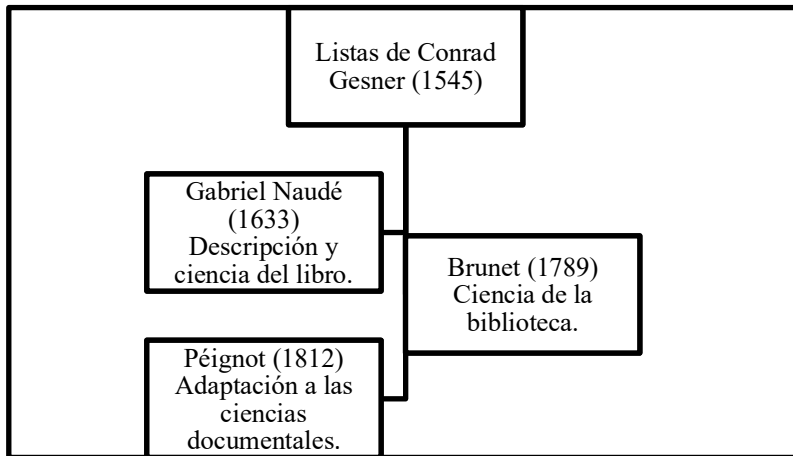 Listas de Conrad
Gesner (1545)
Gabriel Naudé
(1633)
Descripción y
ciencia del libro.
Brunet (1789)
Ciencia de la
biblioteca.
Péignot (1812)
Adaptación a las
ciencias
documentales.